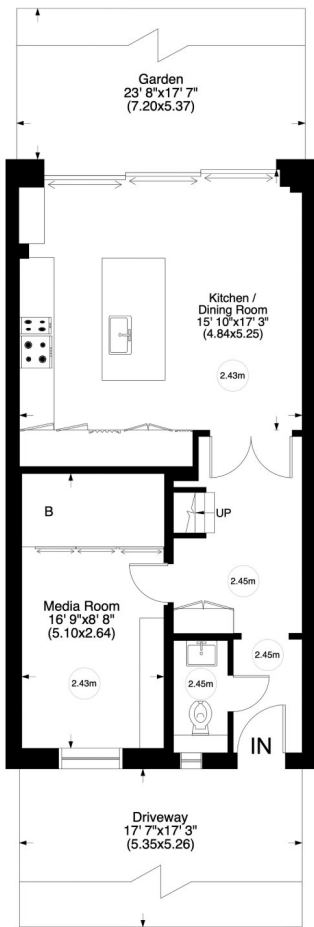 Garden
23' 8"x17' 7"
(7.20x5.37)
Kitchen /
Dining Room
15' 10"x17' 3"
(4.84x5.25)
2.43m
B
UP
2.45m
Media Room
16' 9"x8' 8"
(5.10x2.64)
2.43m
2.45m
2.45m
IN
Driveway
17' 7"x17' 3"
(5.35x5.26)